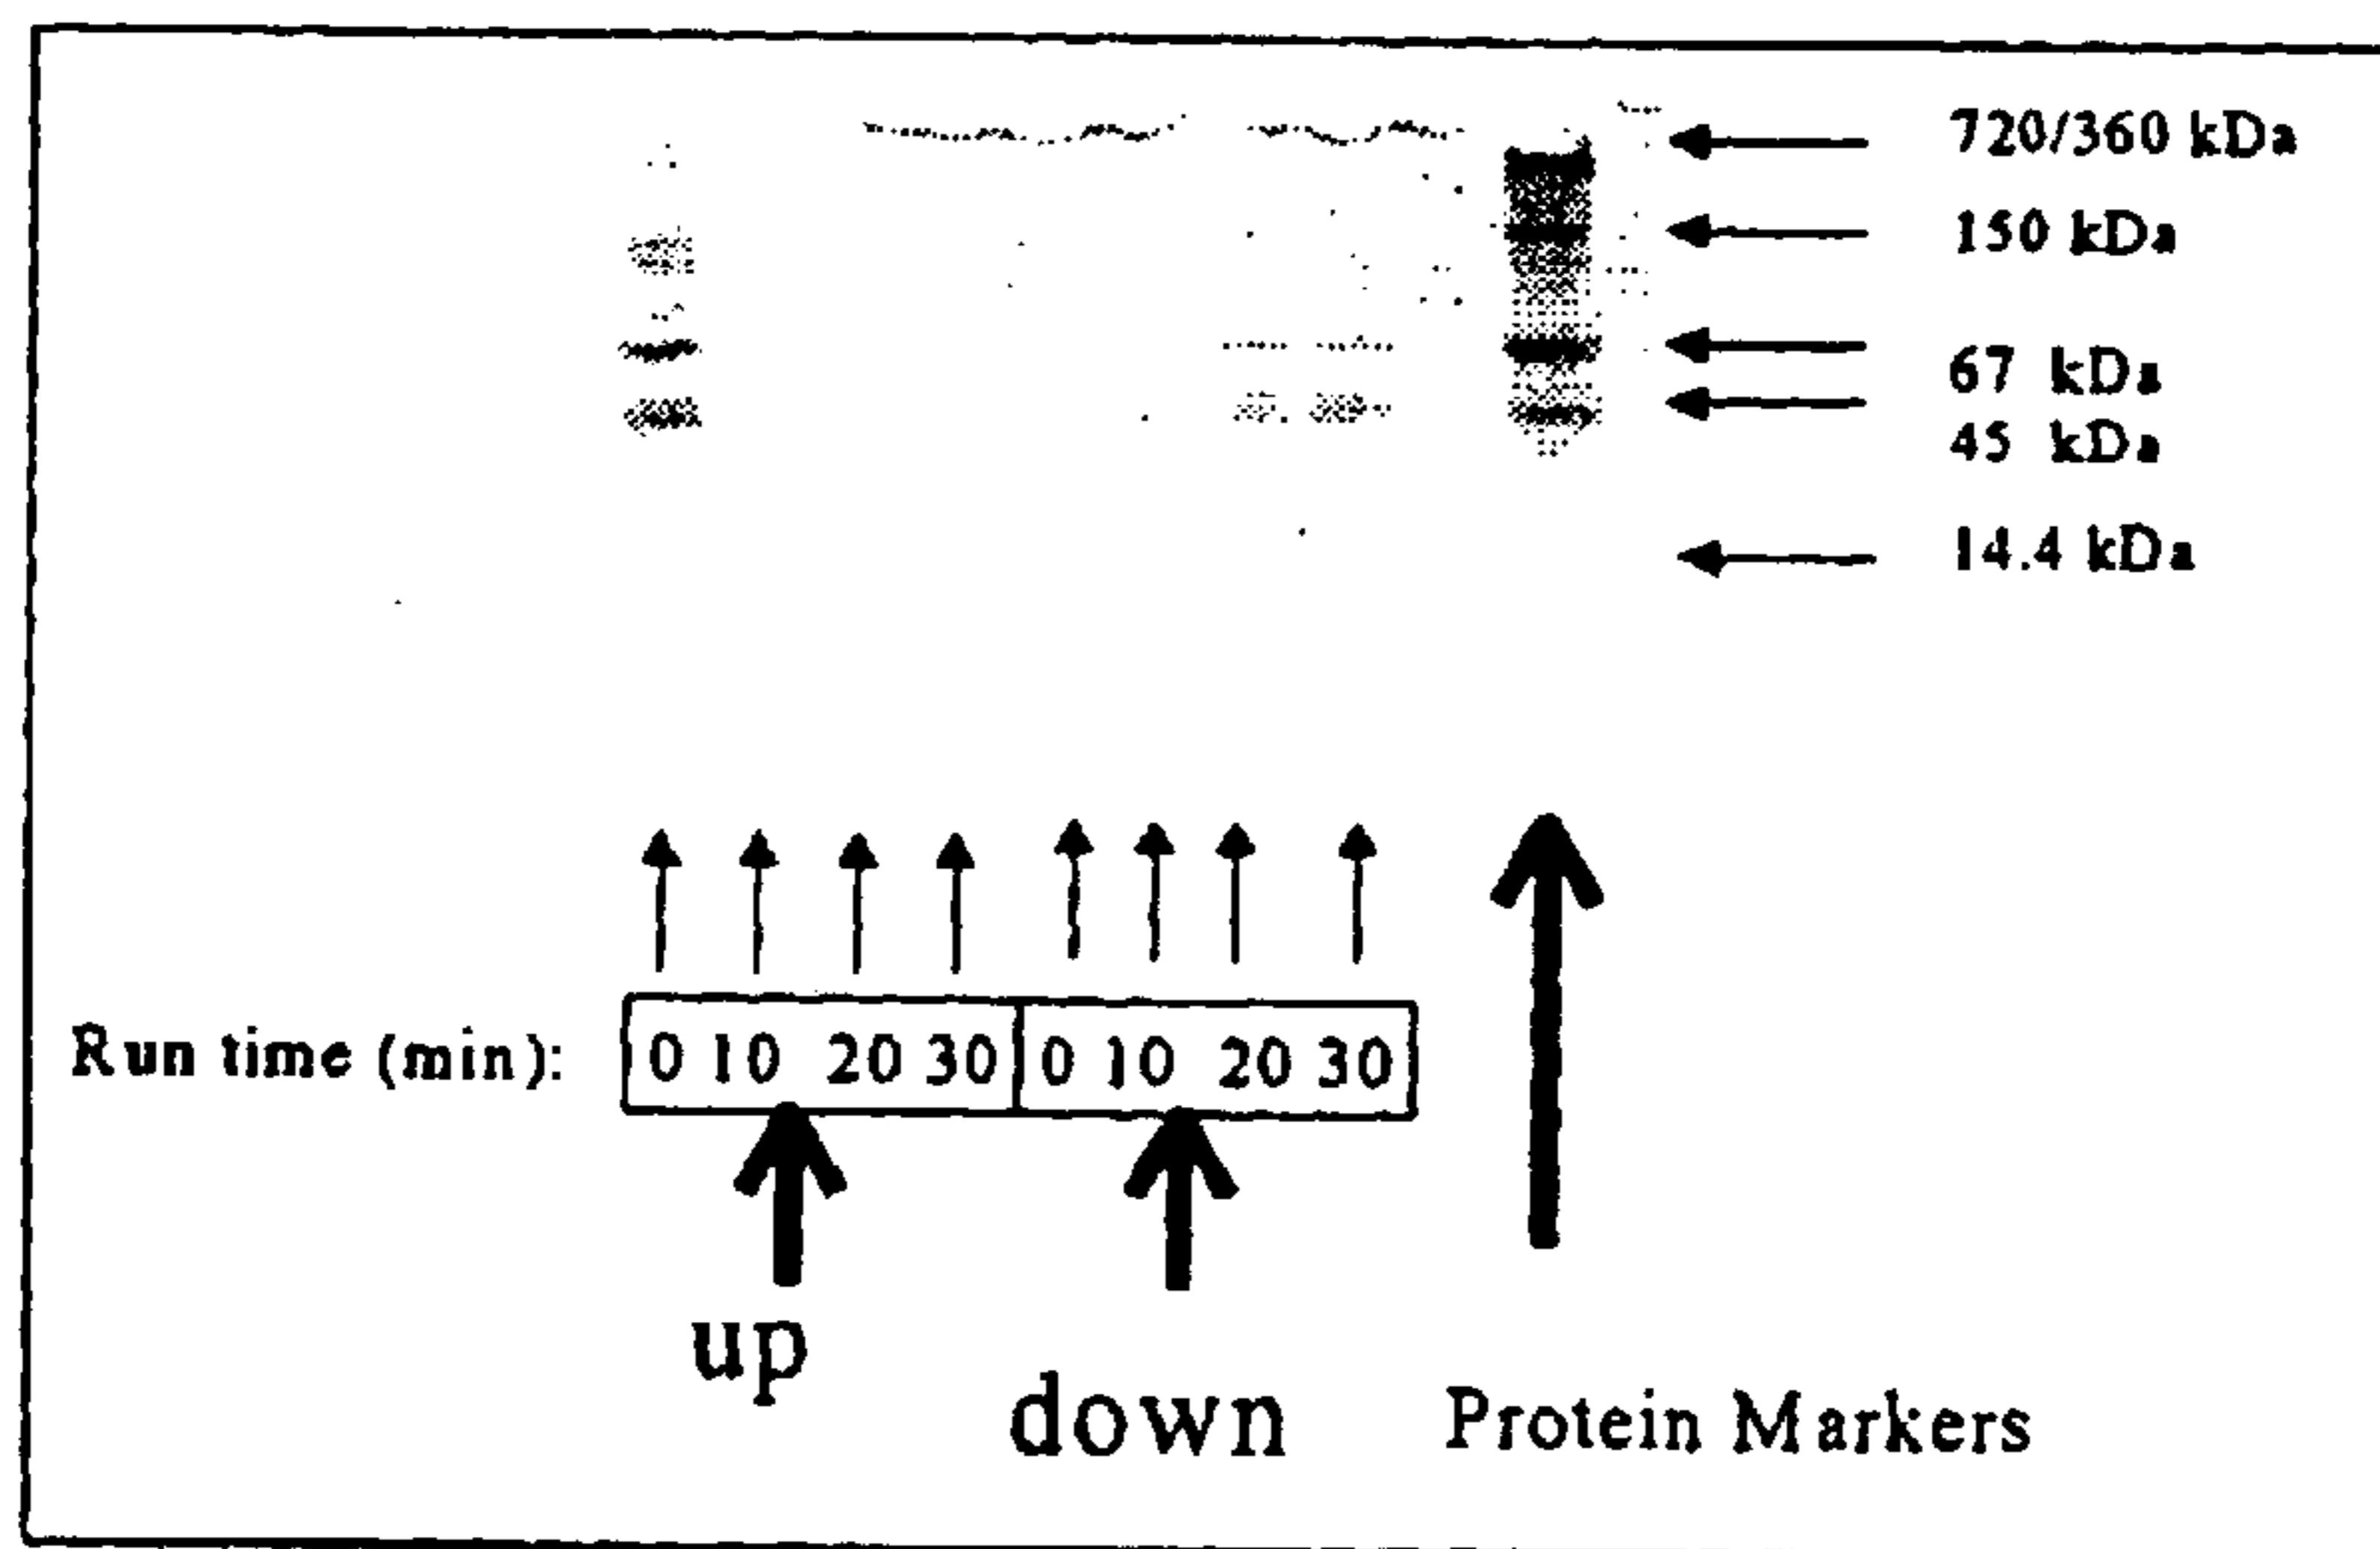 720/360 kDa
150 kDa
67 kDa
45 kDa
14.4 kDa
Run time (min): 0 10 20 30 0 10 20 30
up
down
Protein Markers